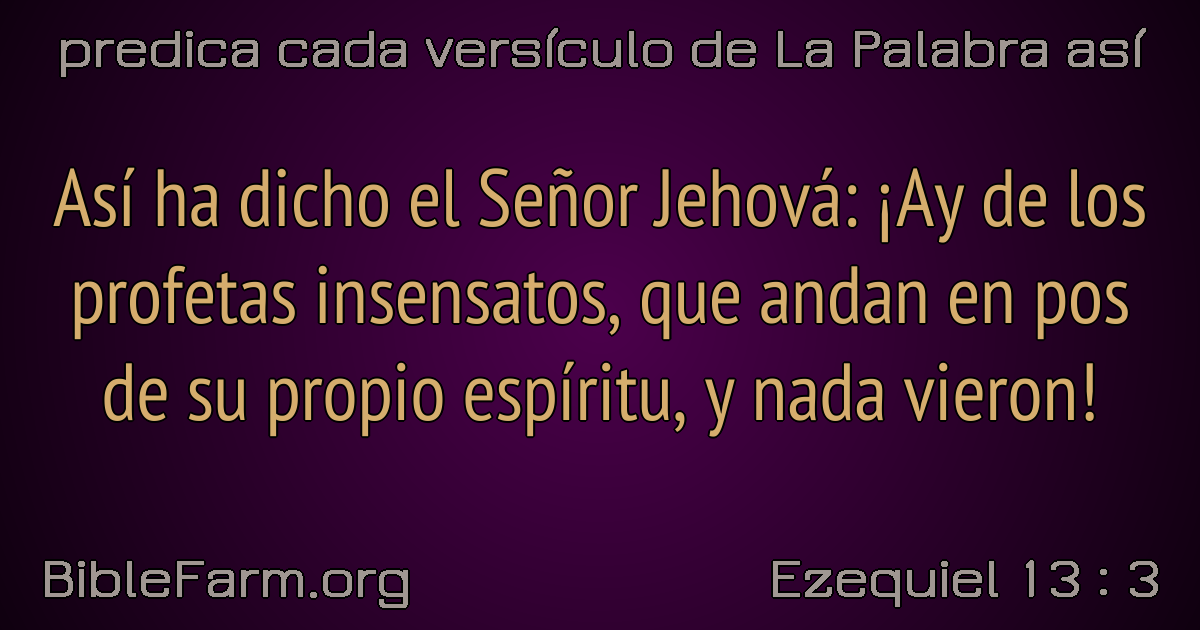 predica cada versículo de La Palabra así
Así ha dicho el Señor Jehová: ¡Ay de los
profetas insensatos, que andan en pos
de su propio espíritu, y nada vieron!
BibleFarm.org
Ezequiel 13 : 3